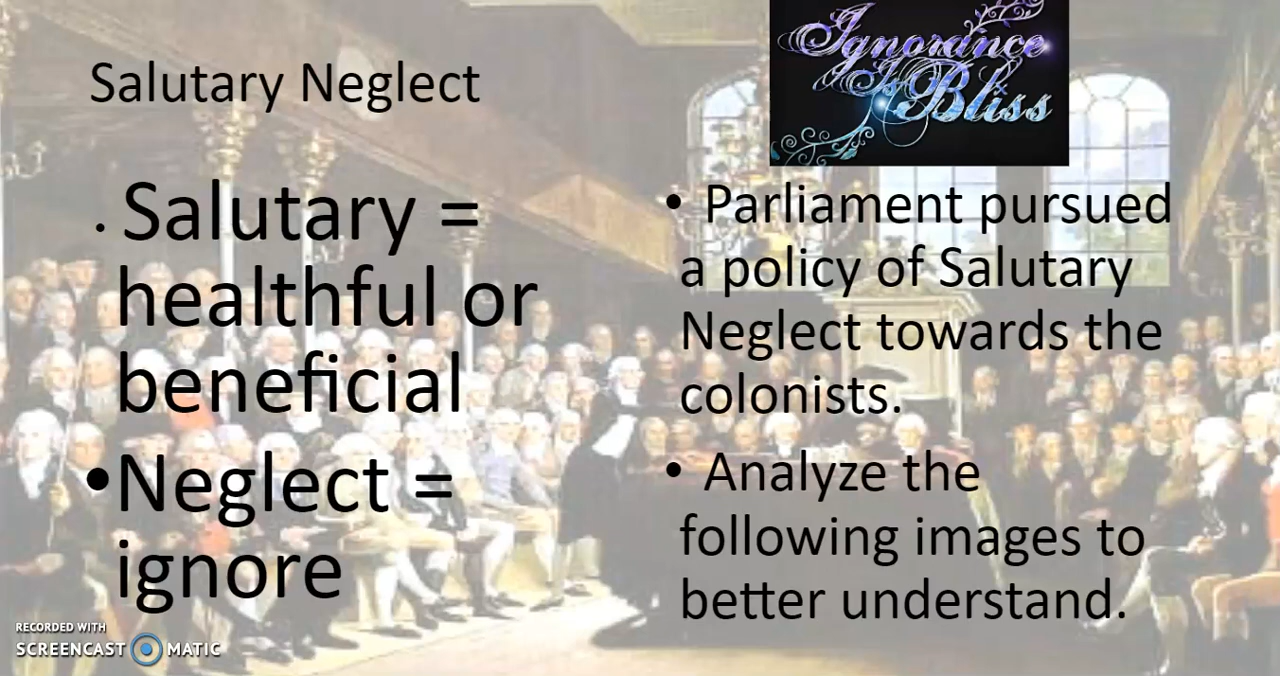 Salutary Neglect
• Salutary =
healthful or
beneficial
•Neglect =
ignore
Ignorance
Is Bliss
• Parliament pursued
a policy of Salutary
Neglect towards the
colonists.
• Analyze the
following images to
better understand.
RECORDED WITH
SCREENCAST MATIC